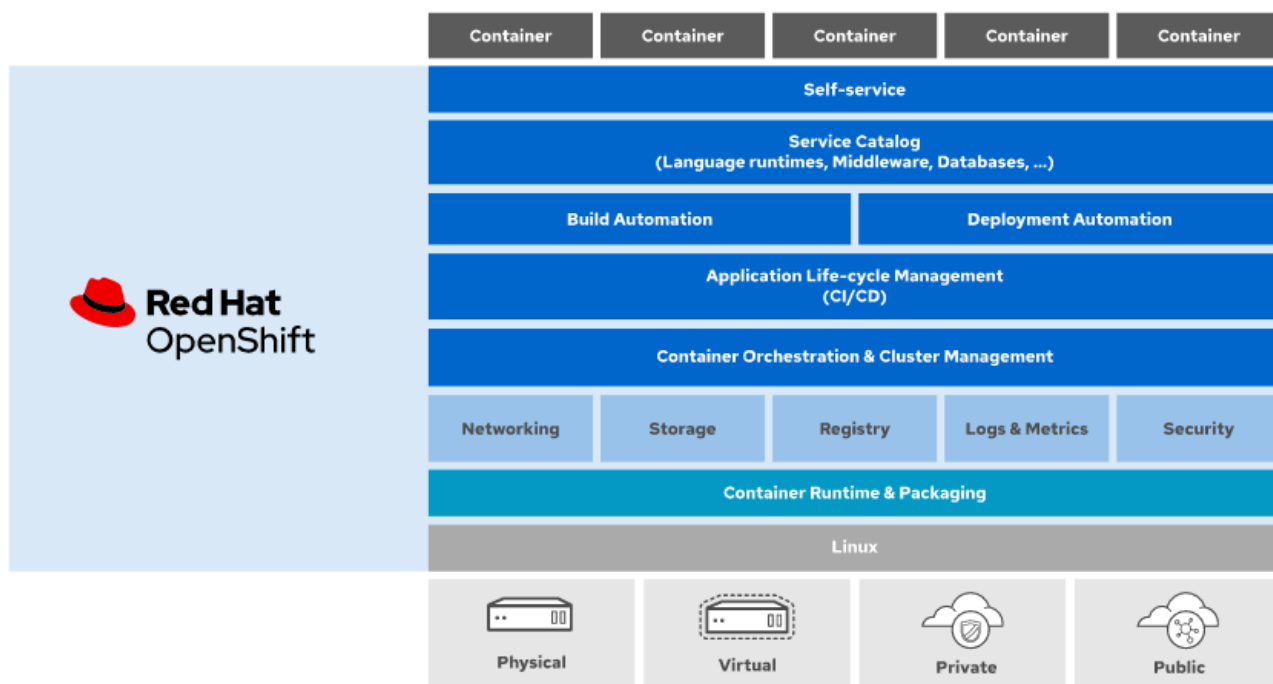 Container
Container
Container
Container
Container
Self-service
Service Catalog
(Language runtimes, Middleware, Databases, ...)
Build Automation
Deployment Automation
Application Life-cycle Management
(CI/CD)
Red Hat
OpenShift
Container Orchestration & Cluster Management
Networking
Storage
Registry
Logs & Metrics
Security
Container Runtime & Packaging
Linux
Physical
Virtual
Private
Public